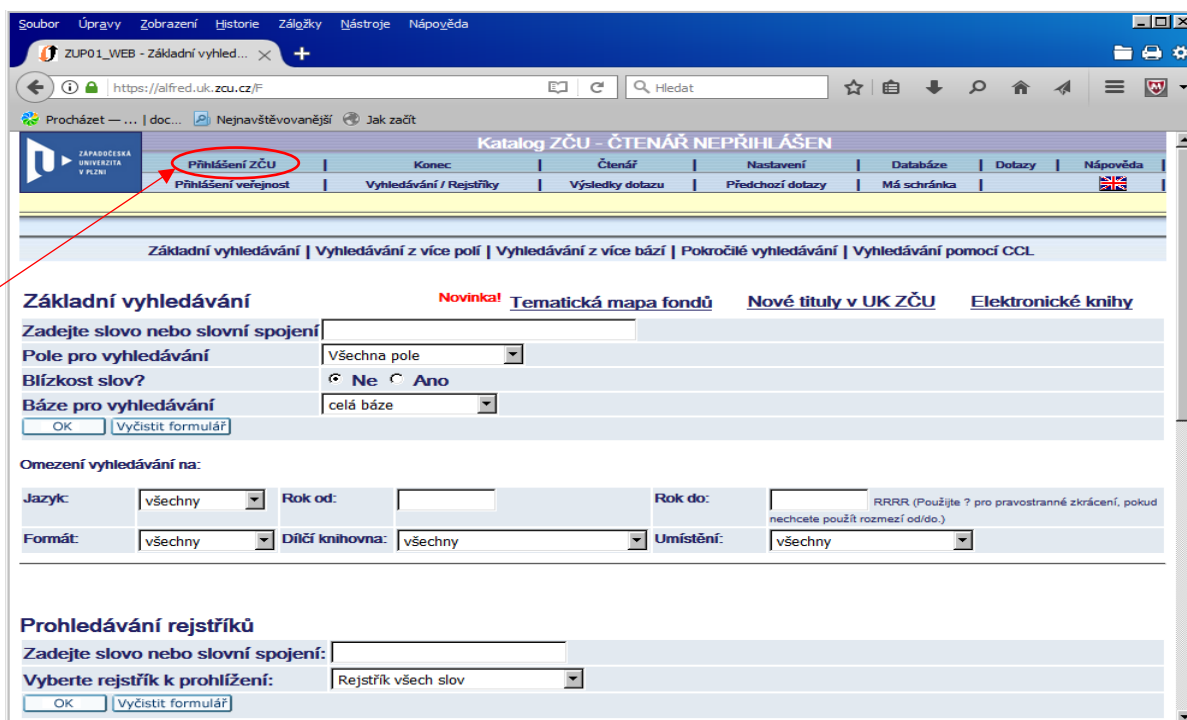 Soubor Úpravy Zobrazení Historie Záložky Nástroje Nápověda
ZUP01_WEB - Základní vyhled...
https://alfred.uk.zcu.cz/F Hledat
Procházet — ... | doc... Nejnavštěvovanější Jak začít
Katalog ZČU - ČTENÁŘ NEPŘIHLÁŠEN
ZÁPADOČESKÁ
UNIVERZITA
V PLZNI
Přihlášení ZČU | Konec | Čtenář | Nastavení | Databáze | Dotazy | Nápověda |
Přihlášení veřejnost | Vyhledávání / Rejstříky | Výsledky dotazu | Předchozí dotazy | Má schránka | |
Základní vyhledávání | Vyhledávání z více polí | Vyhledávání z více bází | Pokročilé vyhledávání | Vyhledávání pomocí CCL
Základní vyhledávání Novinka! Tematická mapa fondů Nové tituly v UK ZČU Elektronické knihy
Zadejte slovo nebo slovní spojení
Pole pro vyhledávání Všechna pole
Blízkost slov? Ne Ano
Báze pro vyhledávání celá báze
OK Vyčistit formulář
Omezení vyhledávání na:
Jazyk: všechny Rok od: Rok do: RRRR (Použijte ? pro pravostranné zkrácení, pokud
nechcete použít rozmezí od/do.)
Formát: všechny Dílčí knihovna: všechny Umístění: všechny
Prohledávání rejstříků
Zadejte slovo nebo slovní spojení:
Vyberte rejstřík k prohlížení: Rejstřík všech slov
OK Vyčistit formulář